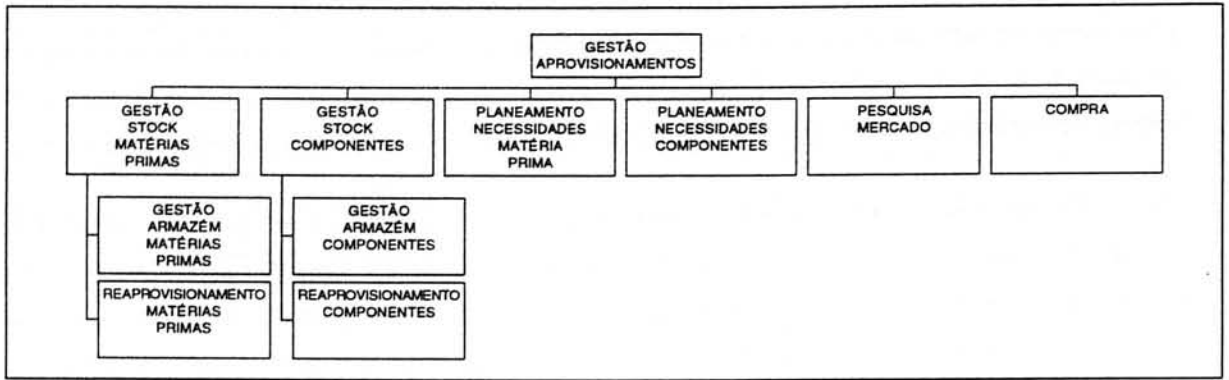 GESTÃO
APROVISIONAMENTOS
GESTÃO
STOCK
MATÉRIAS
PRIMAS
GESTÃO
STOCK
COMPONENTES
PLANEAMENTO
NECESSIDADES
MATÉRIA
PRIMA
PLANEAMENTO
NECESSIDADES
COMPONENTES
PESQUISA
MERCADO
COMPRA
GESTÃO
ARMAZÉM
MATÉRIAS
PRIMAS
GESTÃO
ARMAZÉM
COMPONENTES
REAPROVISIONAMENTO
MATÉRIAS
PRIMAS
REAPROVISIONAMENTO
COMPONENTES